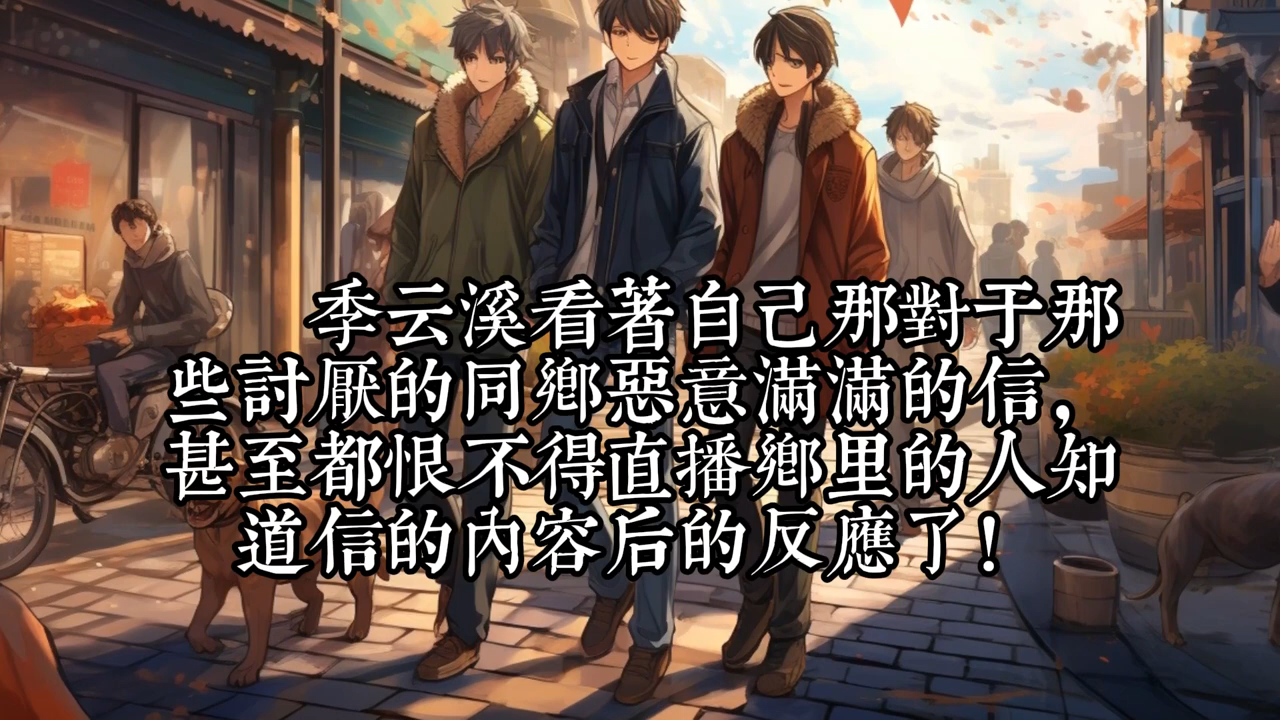 季云溪看著自己那對于那
些討厭的同鄉惡意滿滿的信，
甚至都恨不得直播鄉里的人知
道信的內容后的反應了！